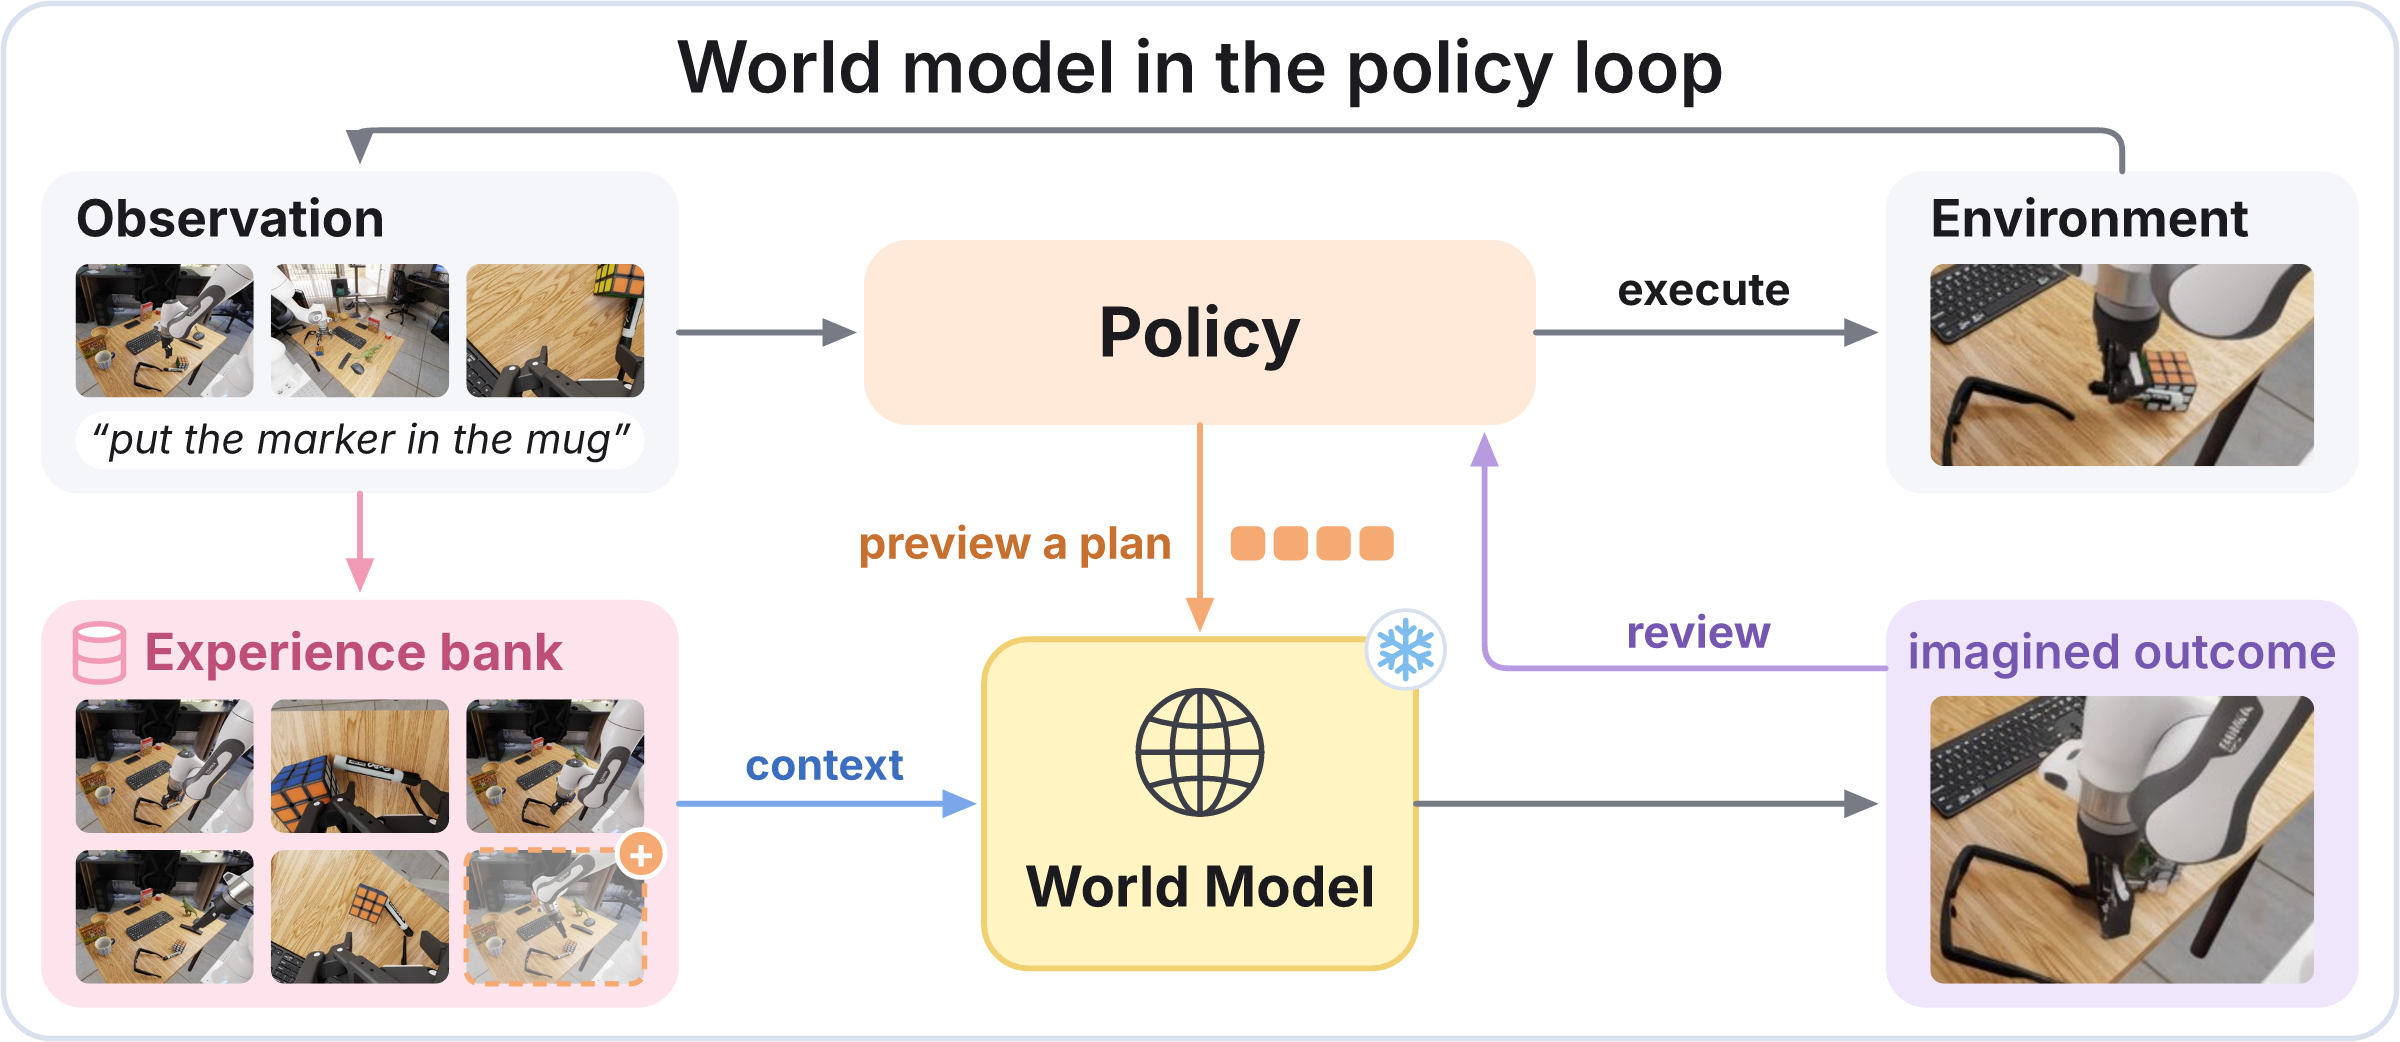 World model in the policy loop
Observation
“put the marker in the mug”
Policy
execute
Environment
preview a plan
review
Experience bank
context
World Model
imagined outcome